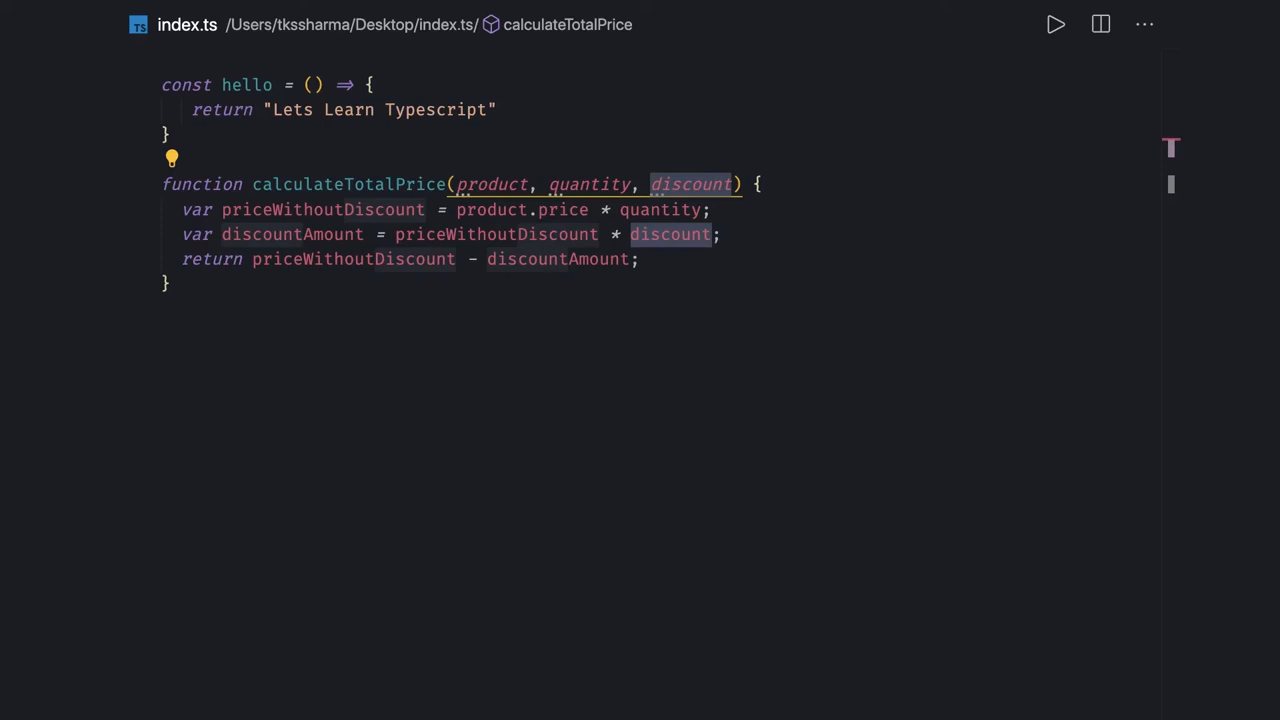 TS index.ts /Users/tkssharma/Desktop/index.ts/ calculateTotalPrice
const hello = () => {
return "Lets Learn Typescript"
}
function calculateTotalPrice(product, quantity, discount) {
var priceWithoutDiscount = product.price * quantity;
var discountAmount = priceWithoutDiscount * discount;
return priceWithoutDiscount - discountAmount;
}